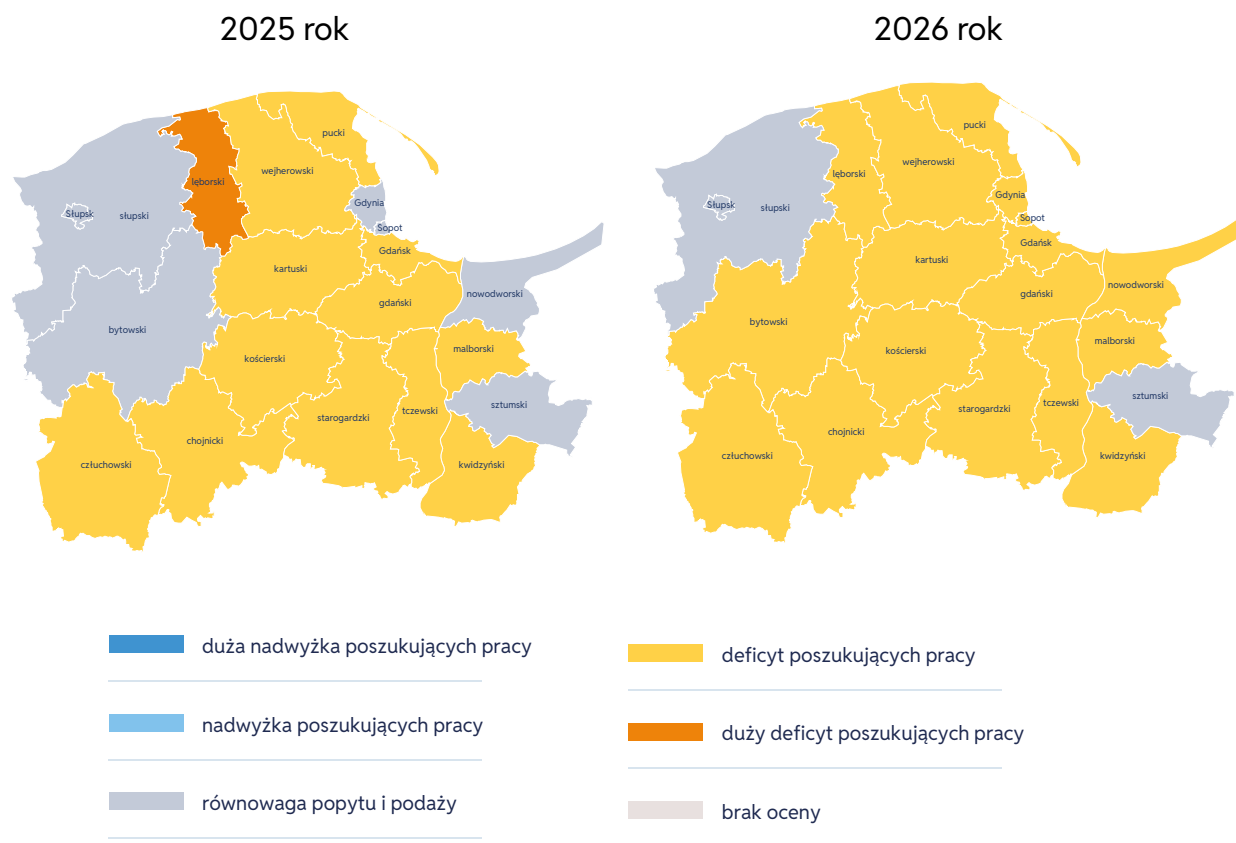 2025 rok
2026 rok
pucki
lęborski
wejherowski
Gdynia
Słupsk
słupski
Sopot
Gdańsk
kartuski
nowodworski
gdański
bytowski
malborski
kościerski
sztumski
tczewski
starogardzki
chojnicki
człuchowski
kwidzyński
pucki
wejherowski
lęborski
Gdynia
Słupsk
słupski
Sopot
Gdańsk
kartuski
nowodworski
gdański
bytowski
malborski
kościerski
sztumski
tczewski
starogardzki
chojnicki
człuchowski
kwidzyński
duża nadwyżka poszukujących pracy
nadwyżka poszukujących pracy
równowaga popytu i podaży
deficyt poszukujących pracy
duży deficyt poszukujących pracy
brak oceny